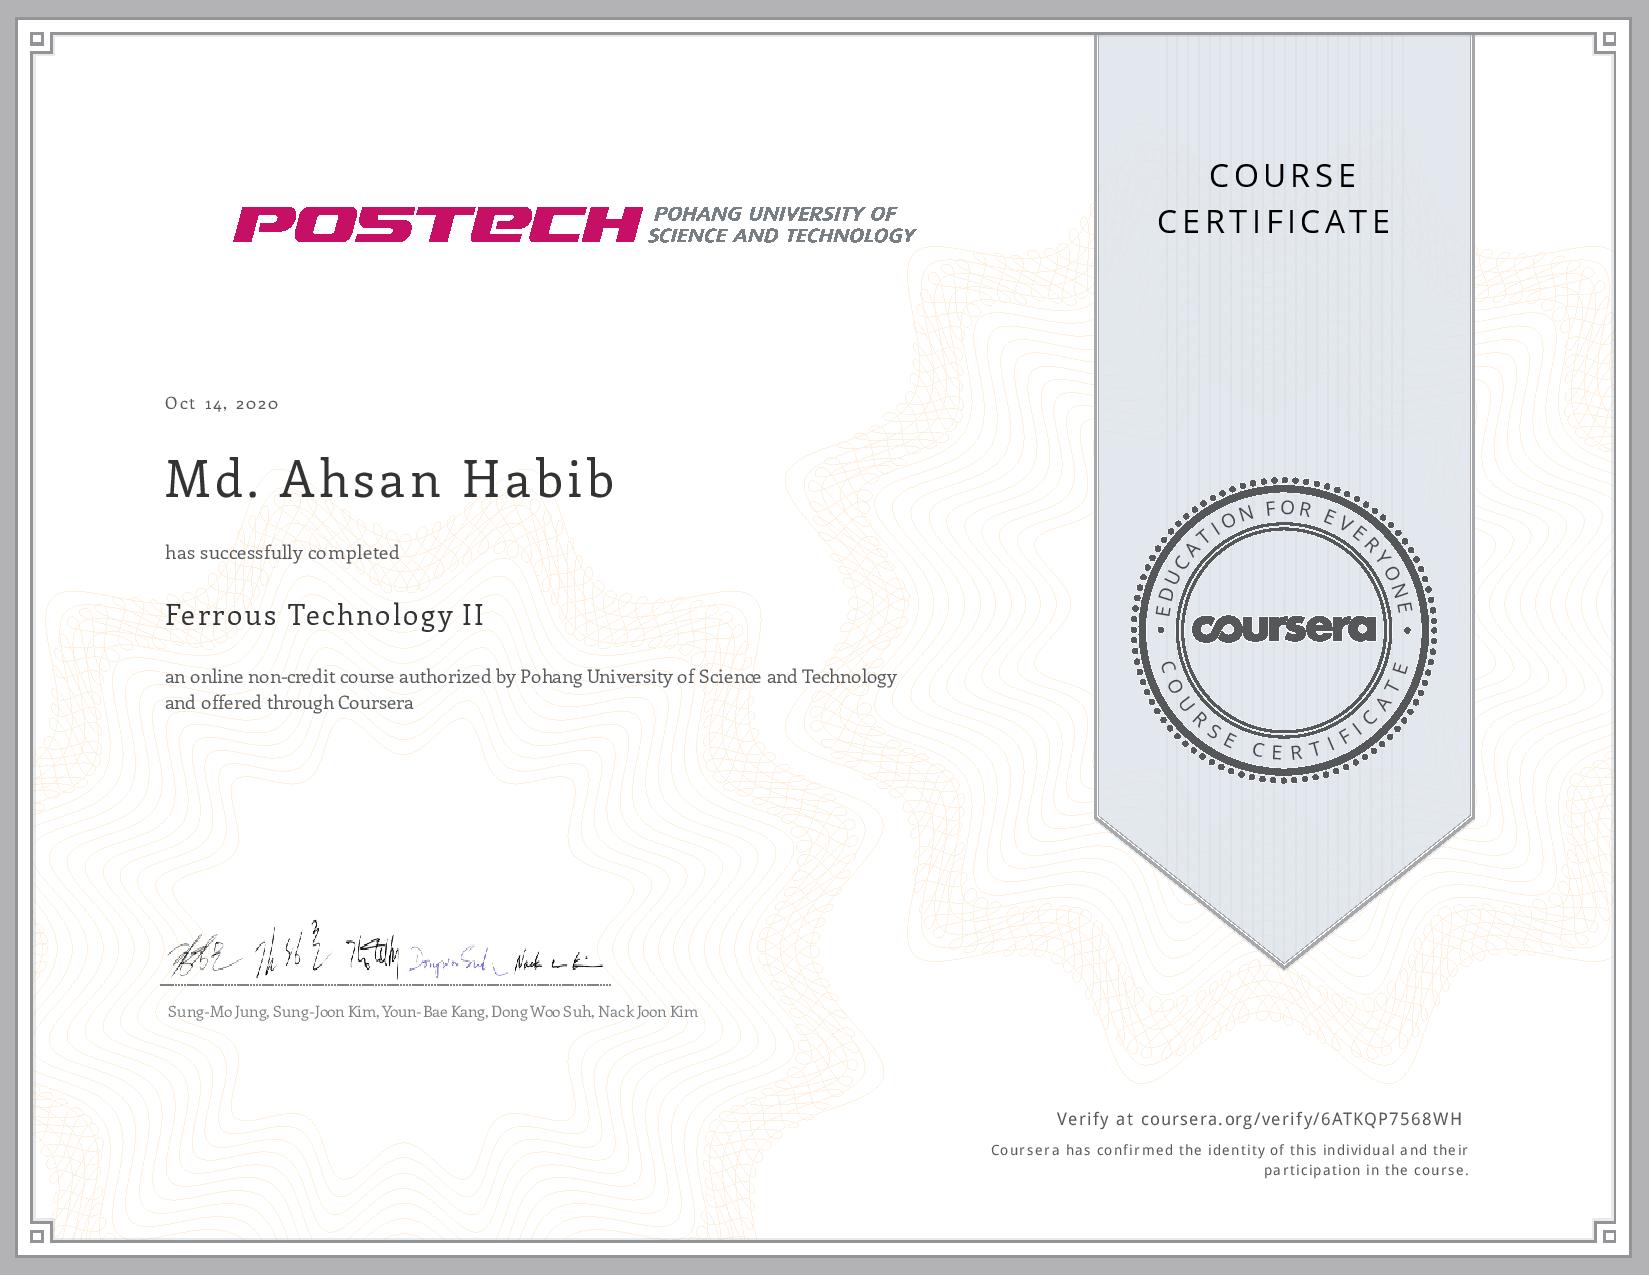 POSTECH POHANG UNIVERSITY OF
SCIENCE AND TECHNOLOGY
COURSE
CERTIFICATE
Oct 14, 2020
Md. Ahsan Habib
has successfully completed
Ferrous Technology II
an online non-credit course authorized by Pohang University of Science and Technology
and offered through Coursera
EDUCATION FOR EVERYONE
coursera
COURSE CERTIFICATE
Sung-Mo Jung, Sung-Joon Kim, Youn-Bae Kang, Dong Woo Suh, Nack Joon Kim
Verify at coursera.org/verify/6ATKQP7568WH
Coursera has confirmed the identity of this individual and their
participation in the course.